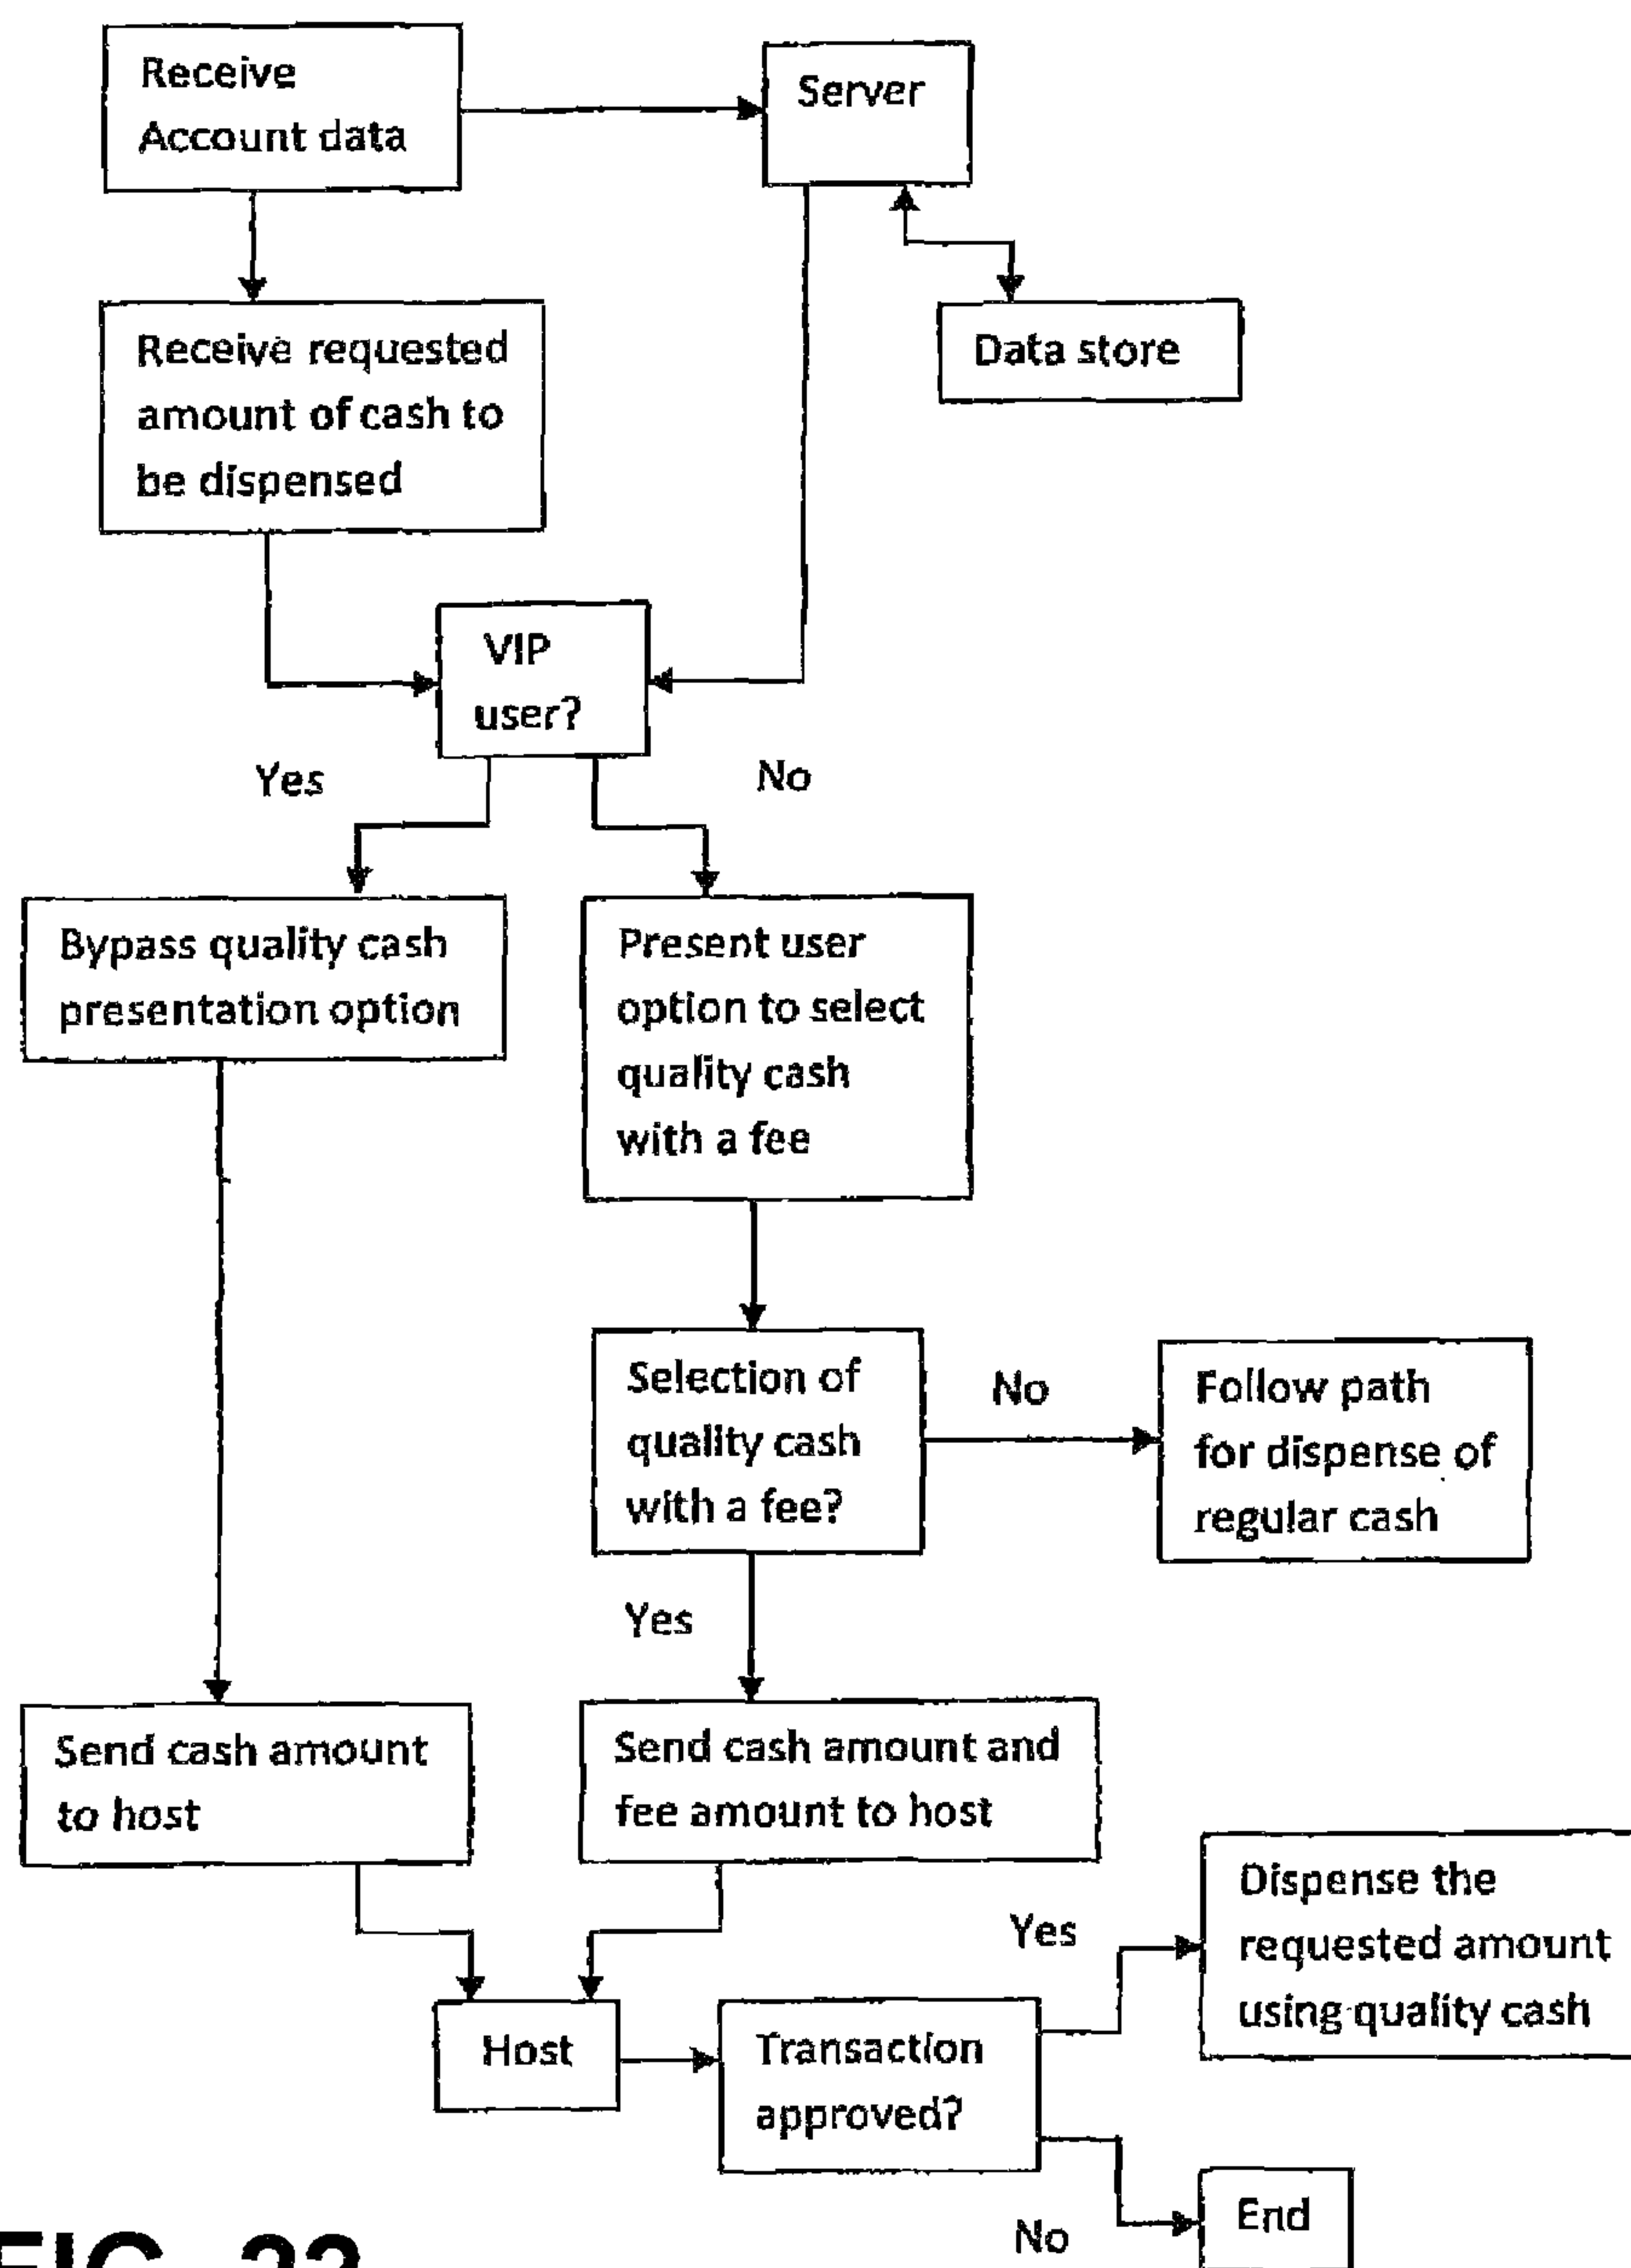 Receive
Account data
Server
Receive requested
amount of cash to
be dispensed
Data store
VIP
user?
Yes
No
Bypass quality cash
presentation option
Present user
option to select
quality cash
with a fee
Selection of
quality cash
with a fee?
No
Follow path
for dispense of
regular cash
Yes
Send cash amount
to host
Send cash amount and
fee amount to host
Dispense the
requested amount
using quality cash
Yes
Host
Transaction
approved?
End
No